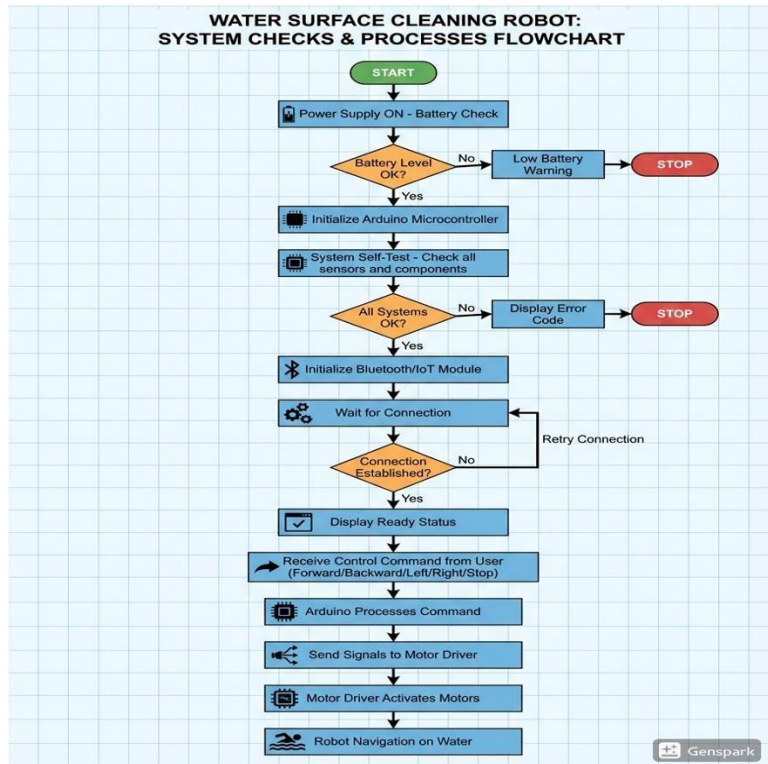 WATER SURFACE CLEANING ROBOT:
SYSTEM CHECKS & PROCESSES FLOWCHART
START
Power Supply ON - Battery Check
Battery Level
OK?
No
Low Battery
Warning
STOP
Yes
Initialize Arduino Microcontroller
System Self-Test - Check all
sensors and components
All Systems
OK?
No
Display Error
Code
STOP
Yes
Initialize Bluetooth/IoT Module
Wait for Connection
Retry Connection
Connection
Established?
No
Yes
Display Ready Status
Receive Control Command from User
(Forward/Backward/Left/Right/Stop)
Arduino Processes Command
Send Signals to Motor Driver
Motor Driver Activates Motors
Robot Navigation on Water
Genspark